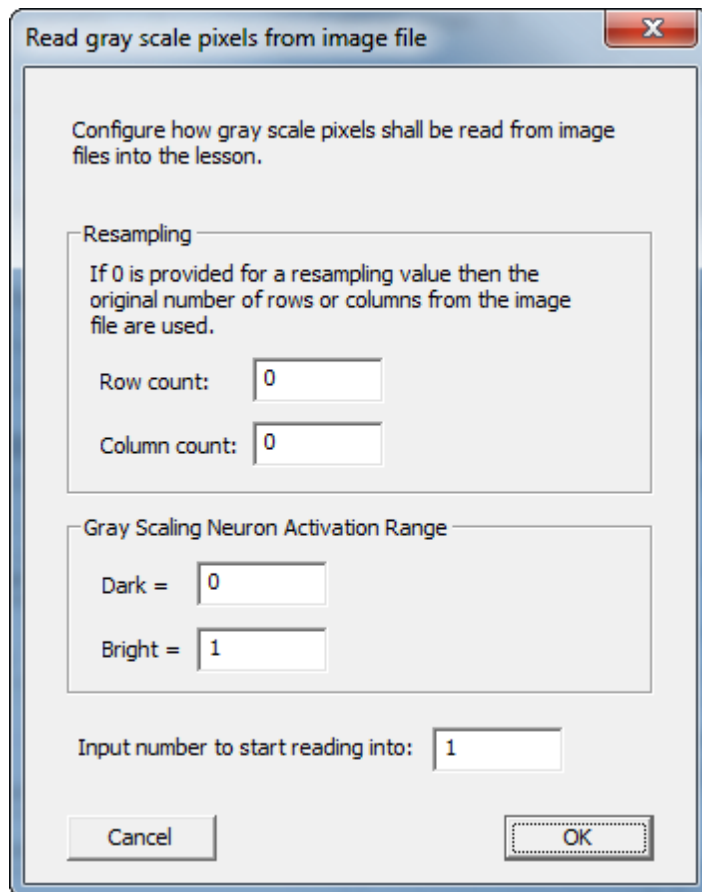 Read gray scale pixels from image file
Configure how gray scale pixels shall be read from image
files into the lesson.
Resampling
If 0 is provided for a resampling value then the
original number of rows or columns from the image
file are used.
Row count: 0
Column count: 0
Gray Scaling Neuron Activation Range
Dark = 0
Bright = 1
Input number to start reading into: 1
Cancel OK